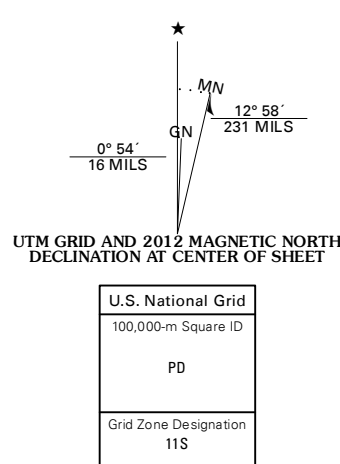 ★
MN
GN
12° 58´
231 MILS
0° 54´
16 MILS
UTM GRID AND 2012 MAGNETIC NORTH
DECLINATION AT CENTER OF SHEET
U.S. National Grid
100,000-m Square ID
PD
Grid Zone Designation
11S